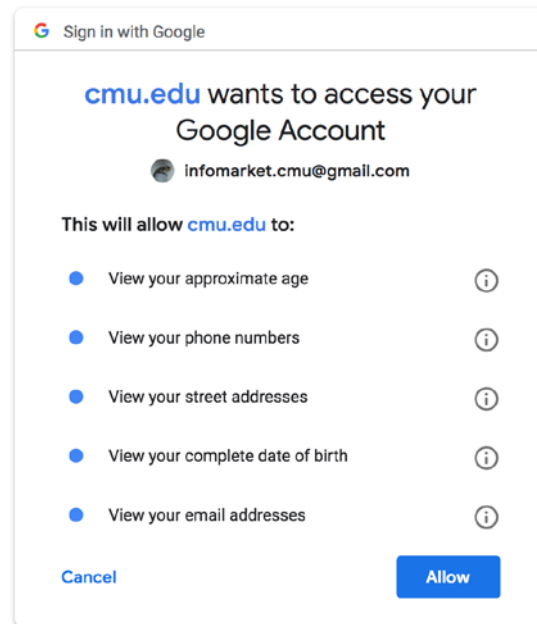 Sign in with Google
cmu.edu wants to access your
Google Account
infomarket.cmu@gmail.com
This will allow cmu.edu to:
View your approximate age
View your phone numbers
View your street addresses
View your complete date of birth
View your email addresses
Cancel Allow